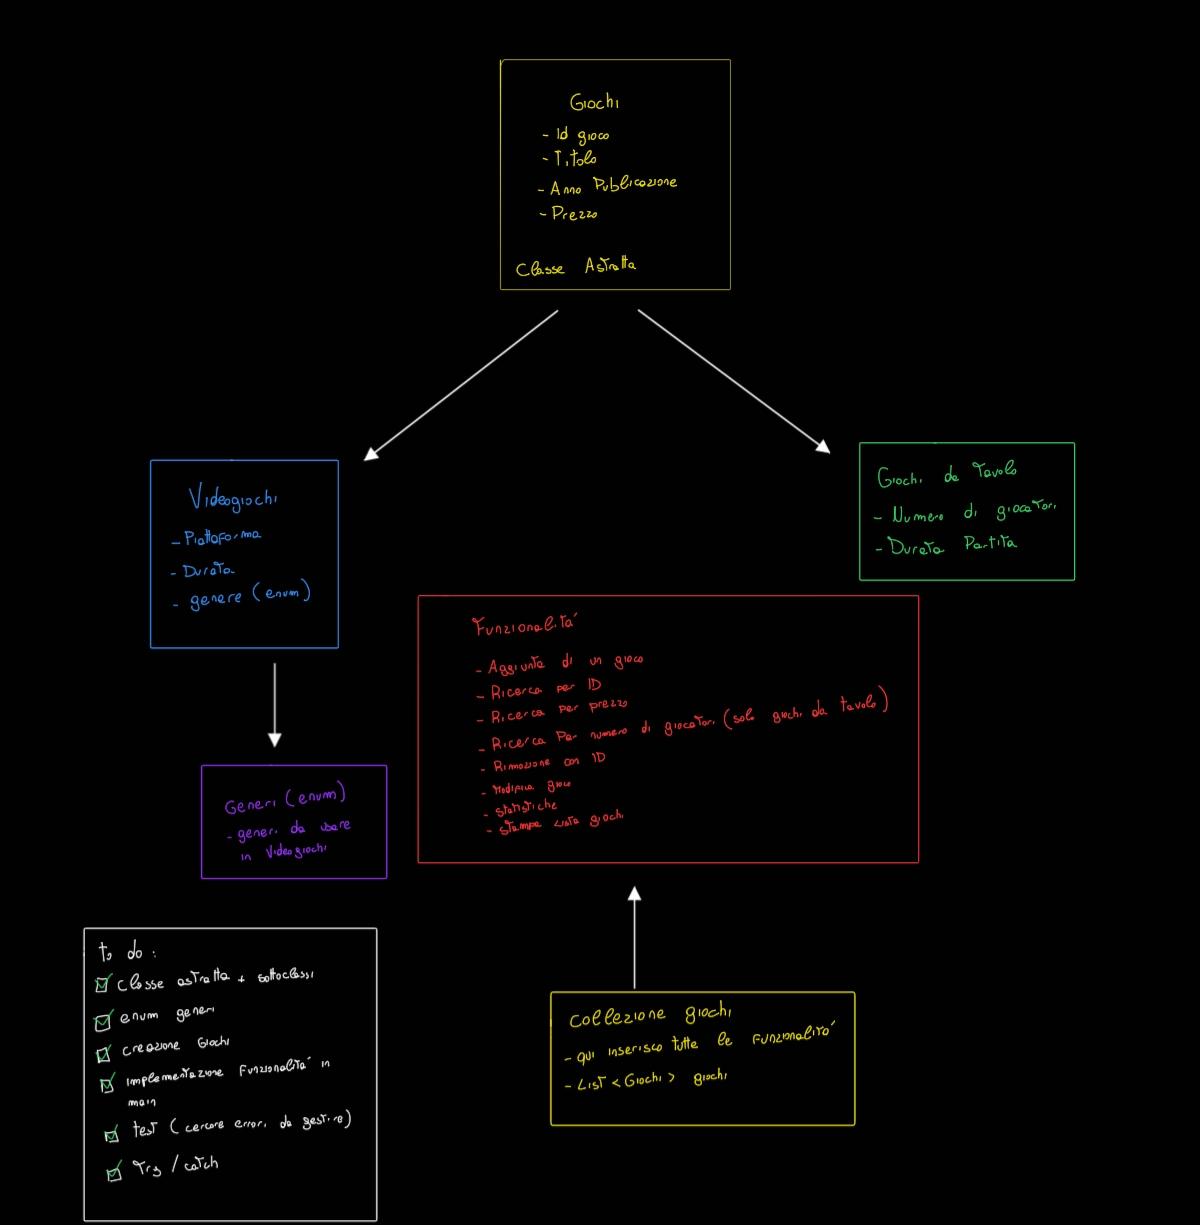 Giochi
- Id gioco
- Titolo
- Anno Pubblicazione
- Prezzo
Classe Astratta
Videogiochi
- Piattaforma
- Durata
- genere (enum)
Giochi da tavolo
- Numero di giocatori
- Durata Partita
Funzionalità
- Aggiunta di un gioco
- Ricerca per ID
- Ricerca per prezzo
- Ricerca per numero di giocatori (solo giochi da tavolo)
- Rimozione con ID
- Modifica gioco
- statistiche
- stampa lista giochi
Generi (enum)
- generi da usare
in Videogiochi
to do :
classe astratta + sottoclassi
enum generi
creazione Giochi
implementazione Funzionalità in
main
test (cercare errori da gestire)
Try / catch
collezione giochi
- qui inserisco tutte le funzionalità
- List <Giochi> giochi